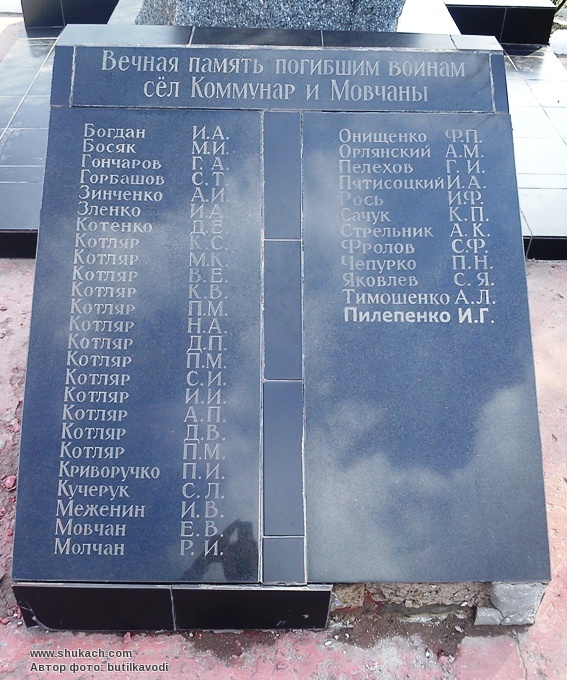 Вечная память погибшим воинам
сёл Коммунар и Мовчаны
Богдан И.А.
Босяк М.И.
Гончаров Г.А.
Горбашов С.Т.
Зинченко А.И.
Зленко И.А.
Котенко Д.Е.
Котляр К.С.
Котляр М.К.
Котляр В.Е.
Котляр К.В.
Котляр П.М.
Котляр Н.А.
Котляр Д.П.
Котляр П.М.
Котляр С.И.
Котляр И.И.
Котляр А.П.
Котляр Д.В.
Котляр П.М.
Криворучко П.И.
Кучерук С.Л.
Меженин И.В.
Мовчан Е.В.
Молчан Р.И.
Онищенко Ф.П.
Орлянский А.М.
Пелехов Г.И.
Пятисоцкий И.А.
Рось И.Ф.
Сачук К.П.
Стрельник А.К.
Фролов С.Ф.
Чепурко П.Н.
Яковлев С.Я.
Тимошенко А.Л.
Пилепенко И.Г.
www.shukach.com
Автор фото: butilkavodi